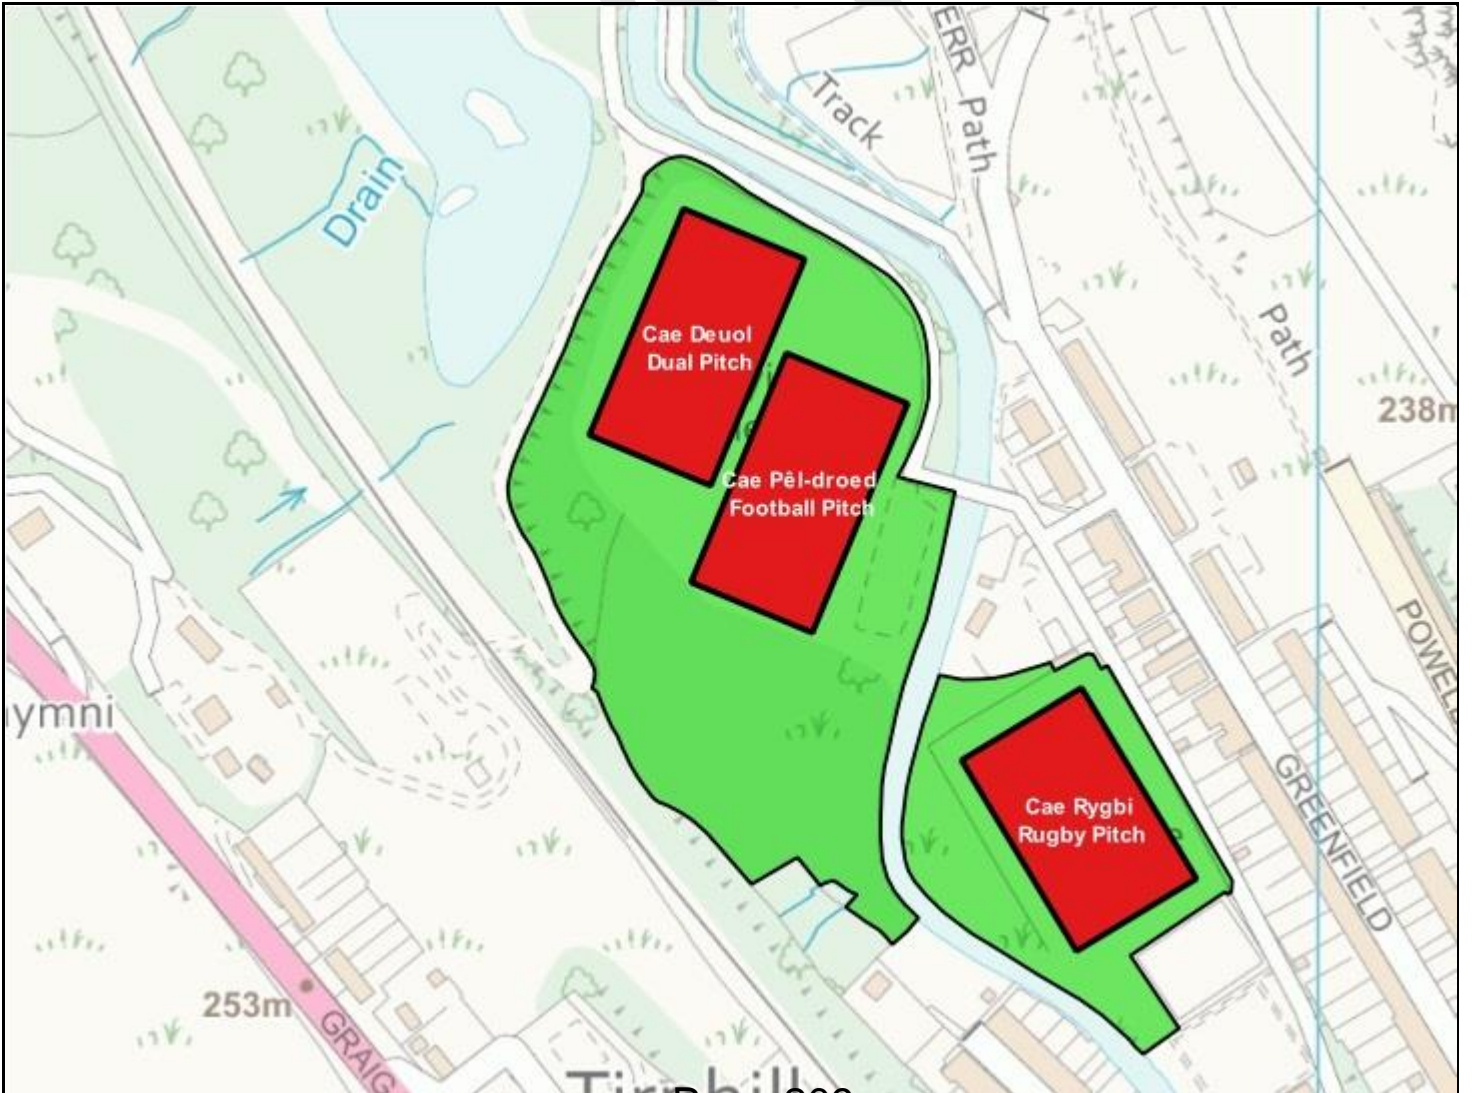 ERR
Path
Track
Drain
Cae Deuol
Dual Pitch
Path
238m
Cae Pêl-droed
Football Pitch
POWELL
ymni
Cae Rygbi
Rugby Pitch
GREENFIELD
253m
GRAIG